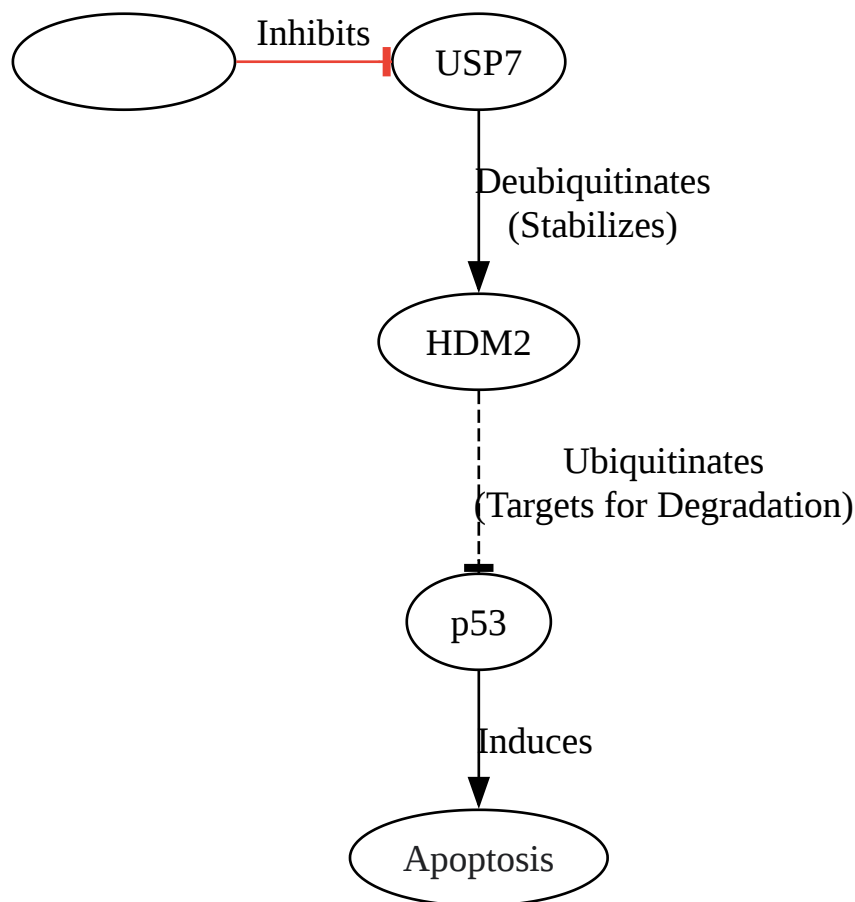 Inhibits
USP7
Deubiquitinates
(Stabilizes)
HDM2
Ubiquitinates
(Targets for Degradation)
p53
Induces
Apoptosis